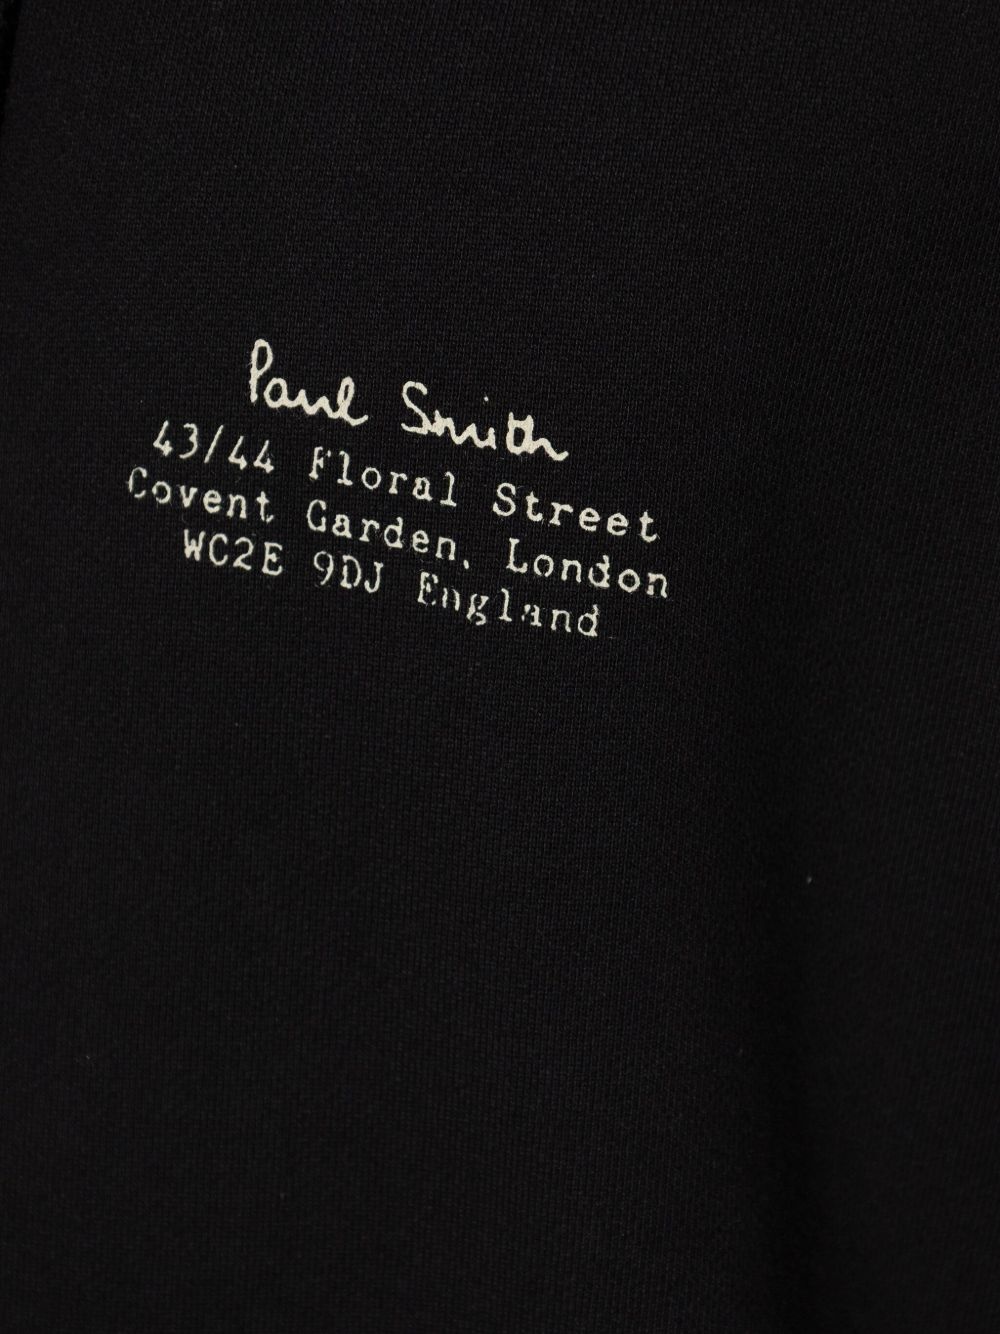 Paul Smith
43/44 Floral Street
Covent Garden, London
WC2E 9DJ England